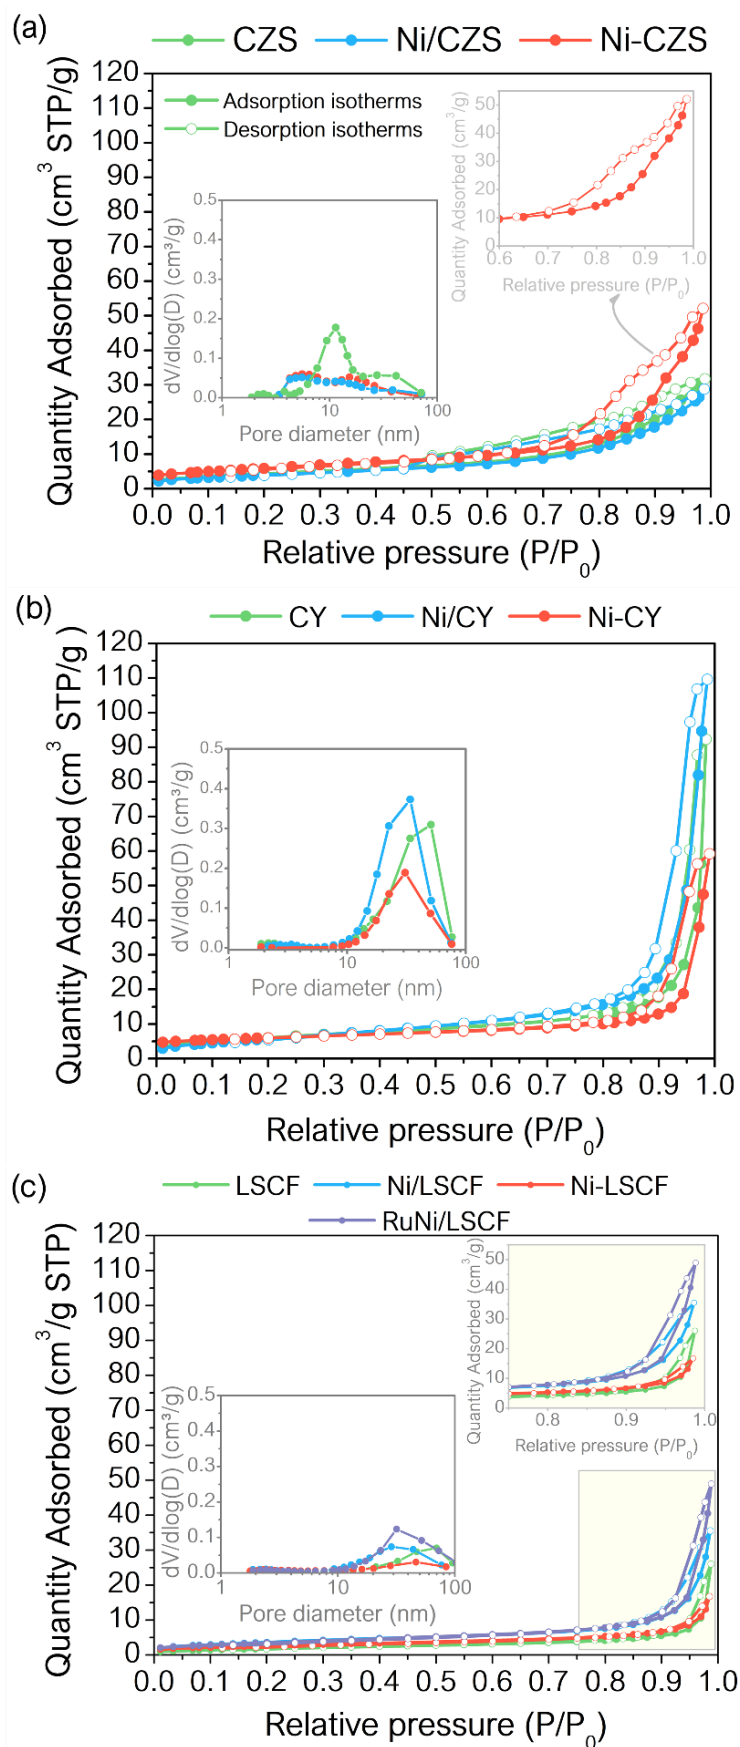 (a)
CZS Ni/CZS Ni-CZS
Quantity Adsorbed (cm³ STP/g)
120
110
100
90
80
70
60
50
40
30
20
10
0
Adsorption isotherms
Desorption isotherms
dV/dlog(D) (cm³/g)
0.5
0.4
0.3
0.2
0.1
0.0
1 10 100
Pore diameter (nm)
Quantity Adsorbed (cm³/g)
50
40
30
20
10
0
0.6 0.7 0.8 0.9 1.0
Relative pressure (P/P₀)
0.0 0.1 0.2 0.3 0.4 0.5 0.6 0.7 0.8 0.9 1.0
Relative pressure (P/P₀)
(b)
CY Ni/CY Ni-CY
Quantity Adsorbed (cm³ STP/g )
120
110
100
90
80
70
60
50
40
30
20
10
0
dV/dlog(D) (cm³/g)
0.5
0.4
0.3
0.2
0.1
0.0
1 10 100
Pore diameter (nm)
0.0 0.1 0.2 0.3 0.4 0.5 0.6 0.7 0.8 0.9 1.0
Relative pressure (P/P₀)
(c)
LSCF Ni/LSCF Ni-LSCF
RuNi/LSCF
Quantity Adsorbed (cm³/g STP)
120
110
100
90
80
70
60
50
40
30
20
10
0
Quantity Adsorbed (cm³/g)
50
40
30
20
10
0
0.8 0.9 1.0
Relative pressure (P/P₀)
dV/dlog(D) (cm³/g)
0.5
0.4
0.3
0.2
0.1
0.0
1 10 100
Pore diameter (nm)
0.0 0.1 0.2 0.3 0.4 0.5 0.6 0.7 0.8 0.9 1.0
Relative pressure (P/P₀)